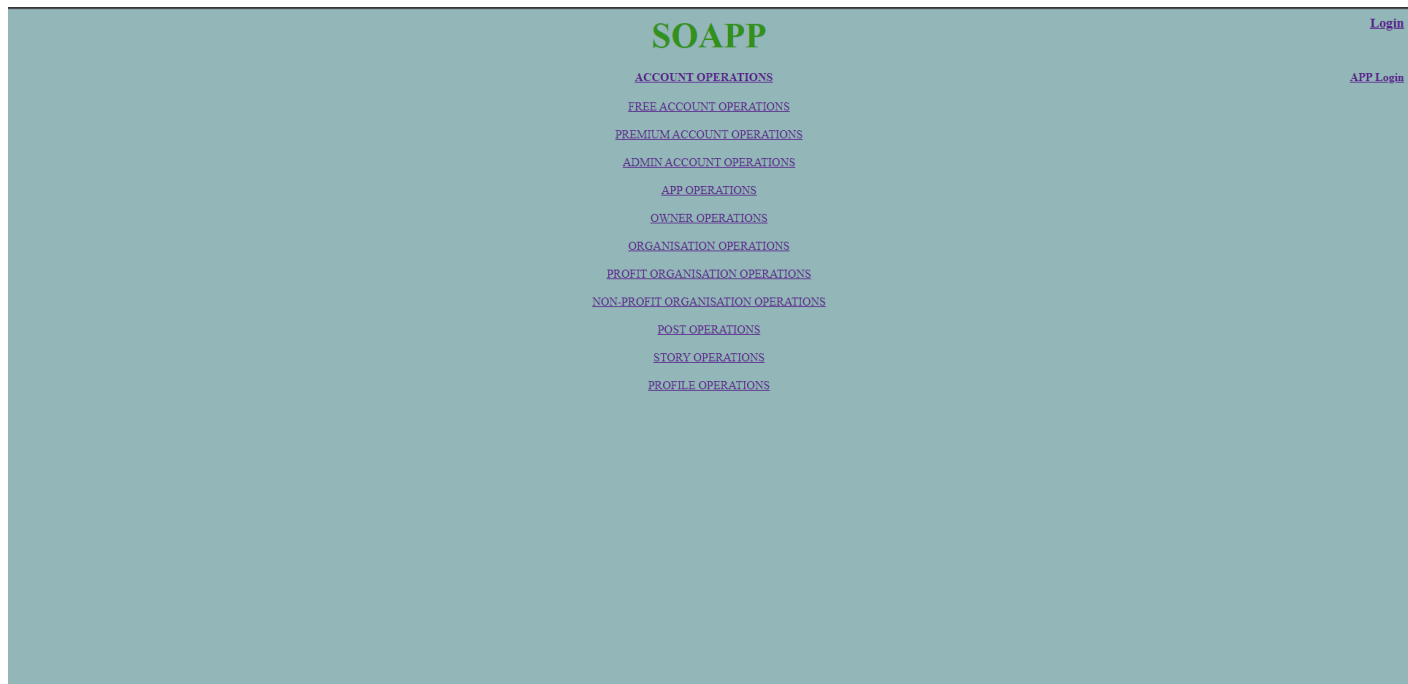 SOAPP
Login
ACCOUNT OPERATIONS
APP Login
FREE ACCOUNT OPERATIONS
PREMIUM ACCOUNT OPERATIONS
ADMIN ACCOUNT OPERATIONS
APP OPERATIONS
OWNER OPERATIONS
ORGANISATION OPERATIONS
PROFIT ORGANISATION OPERATIONS
NON-PROFIT ORGANISATION OPERATIONS
POST OPERATIONS
STORY OPERATIONS
PROFILE OPERATIONS